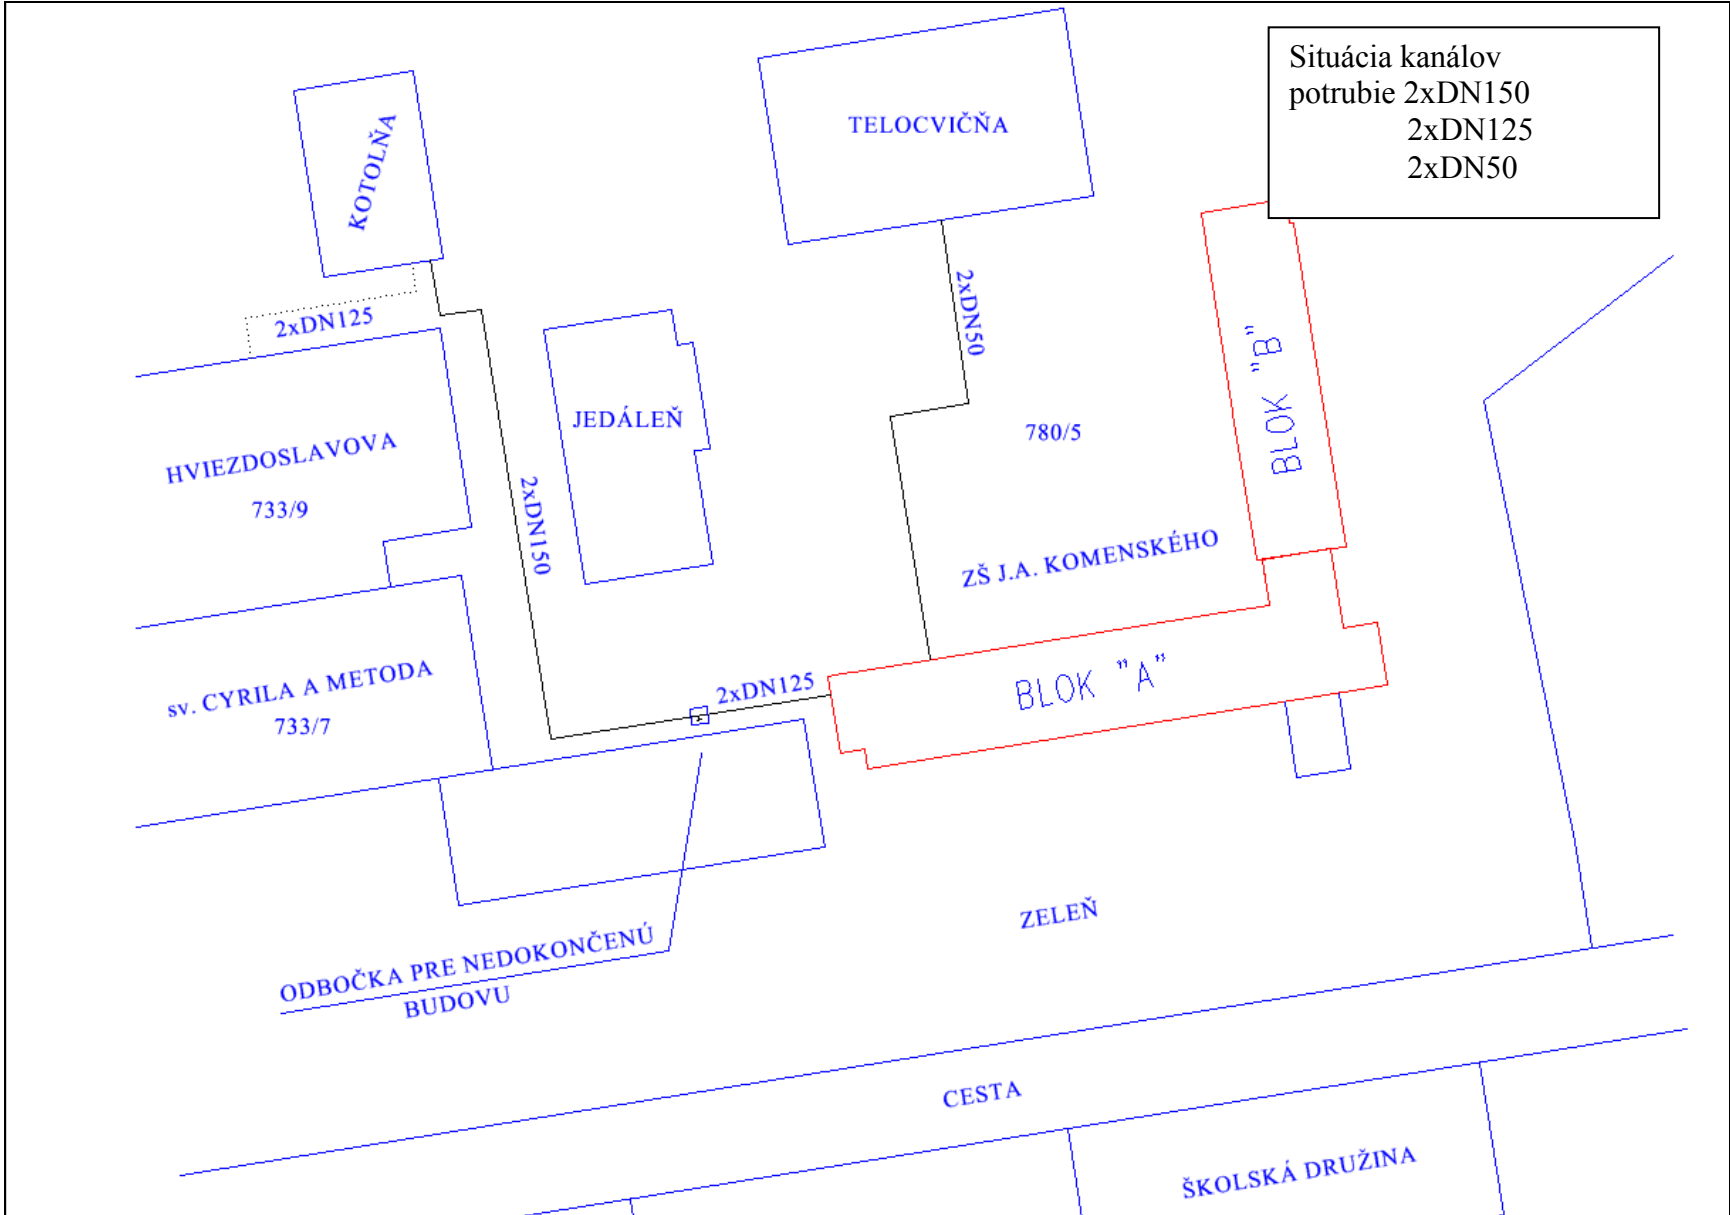 Situácia kanálov
potrubie 2xDN150
2xDN125
2xDN50
KOTOLŇA
TELOCVIČŇA
2xDN125
2xDN50
JEDÁLEŇ
BLOK "B"
780/5
HVIEZDOSLAVOVA
733/9
2xDN150
ZŠ J.A. KOMENSKÉHO
sv. CYRILA A METODA
733/7
2xDN125
BLOK "A"
ZELEŇ
ODBOČKA PRE NEDOKONČENÚ
BUDOVU
CESTA
ŠKOLSKÁ DRUŽINA